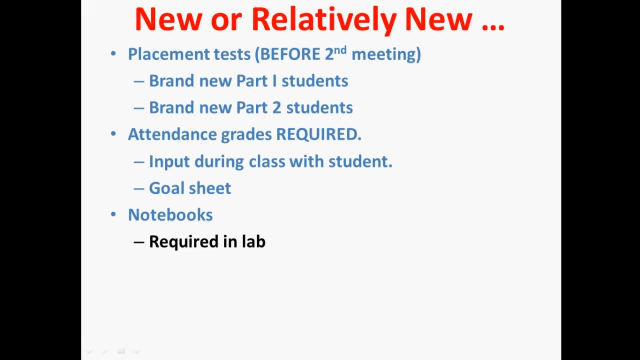 New or Relatively New …
• Placement tests (BEFORE 2nd meeting)
– Brand new Part I students
– Brand new Part 2 students
• Attendance grades REQUIRED.
– Input during class with student.
– Goal sheet
• Notebooks
– Required in lab